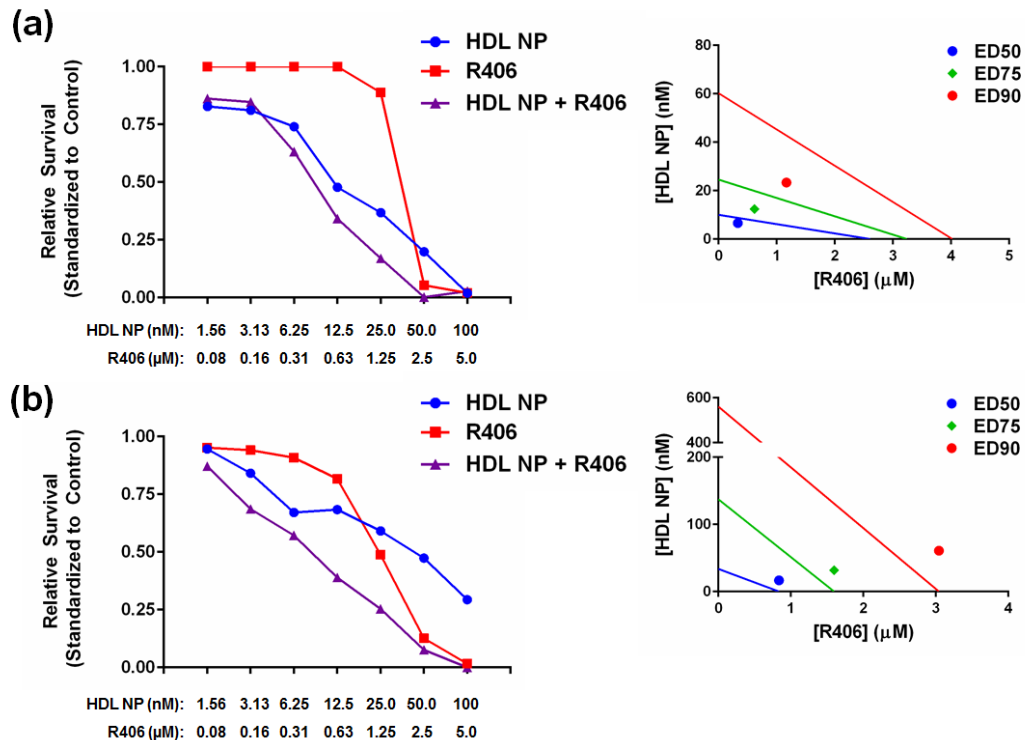 (a)
HDL NP
R406
HDL NP + R406
Relative Survival
(Standardized to Control)
1.00
0.75
0.50
0.25
0.00
HDL NP (nM): 1.56 3.13 6.25 12.5 25.0 50.0 100
R406 (µM): 0.08 0.16 0.31 0.63 1.25 2.5 5.0
ED50
ED75
ED90
[HDL NP] (nM)
80
60
40
20
0
0 1 2 3 4 5
[R406] (µM)
(b)
HDL NP
R406
HDL NP + R406
Relative Survival
(Standardized to Control)
1.00
0.75
0.50
0.25
0.00
HDL NP (nM): 1.56 3.13 6.25 12.5 25.0 50.0 100
R406 (µM): 0.08 0.16 0.31 0.63 1.25 2.5 5.0
ED50
ED75
ED90
[HDL NP] (nM)
600
400
200
100
0
0 1 2 3 4
[R406] (µM)